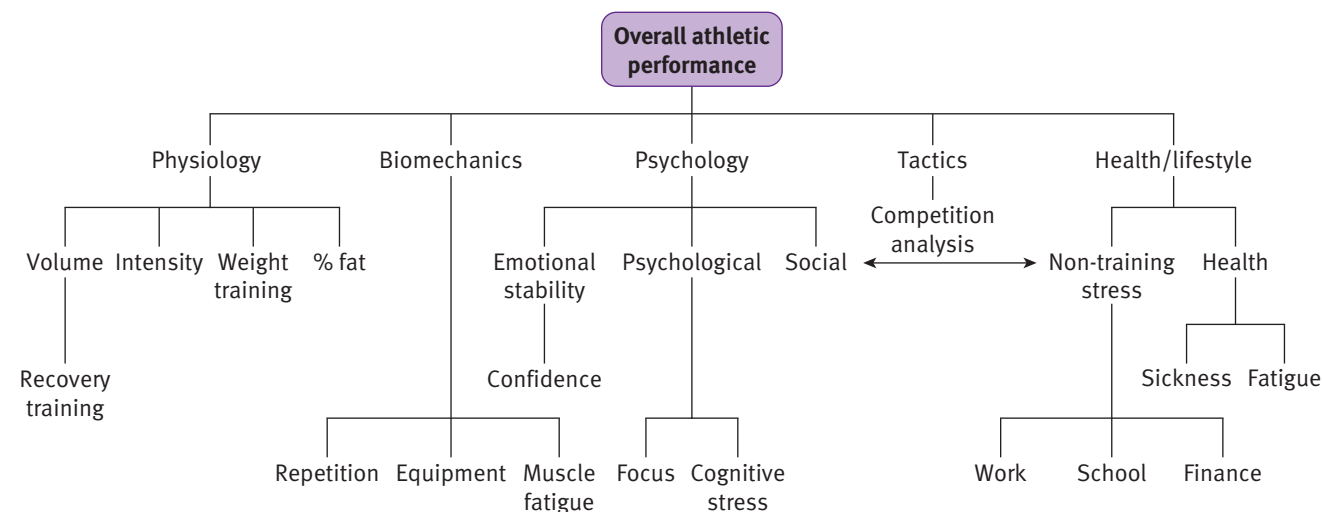 Overall athletic
performance
Physiology
Biomechanics
Psychology
Tactics
Health/lifestyle
Competition
analysis
Volume
Intensity
Weight
training
% fat
Emotional
stability
Psychological
Social
Non-training
stress
Health
Recovery
training
Confidence
Sickness
Fatigue
Repetition
Equipment
Muscle
fatigue
Focus
Cognitive
stress
Work
School
Finance